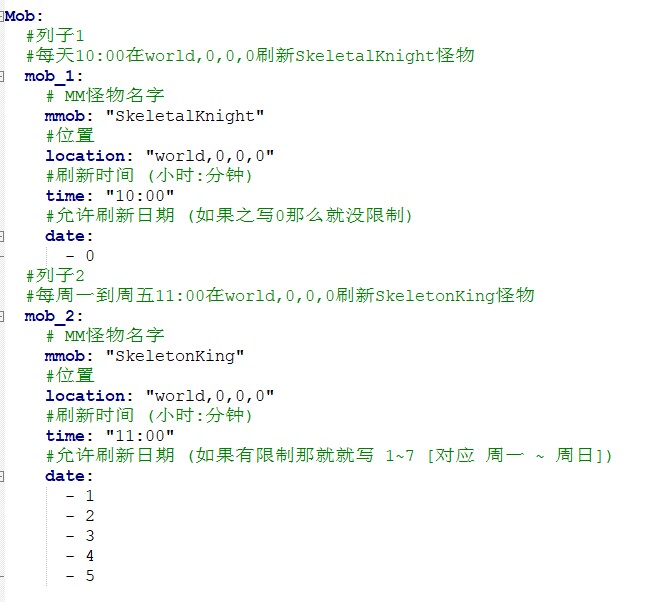 Mob:
#列子1
#每天10:00在world,0,0,0刷新SkeletalKnight怪物
mob_1:
# MM怪物名字
mmob: "SkeletalKnight"
#位置
location: "world,0,0,0"
#刷新时间 (小时:分钟)
time: "10:00"
#允许刷新日期 (如果之写0那么就没限制)
date:
- 0
#列子2
#每周一到周五11:00在world,0,0,0刷新SkeletonKing怪物
mob_2:
# MM怪物名字
mmob: "SkeletonKing"
#位置
location: "world,0,0,0"
#刷新时间 (小时:分钟)
time: "11:00"
#允许刷新日期 (如果有限制那就就写 1~7 [对应 周一 ~ 周日])
date:
- 1
- 2
- 3
- 4
- 5